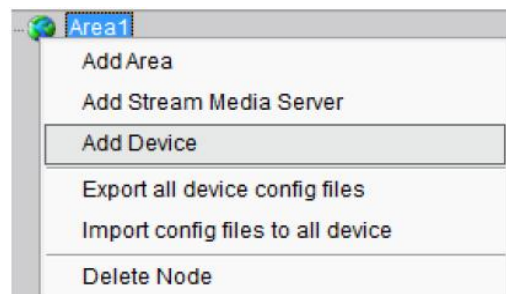 Area1
Add Area
Add Stream Media Server
Add Device
Export all device config files
Import config files to all device
Delete Node